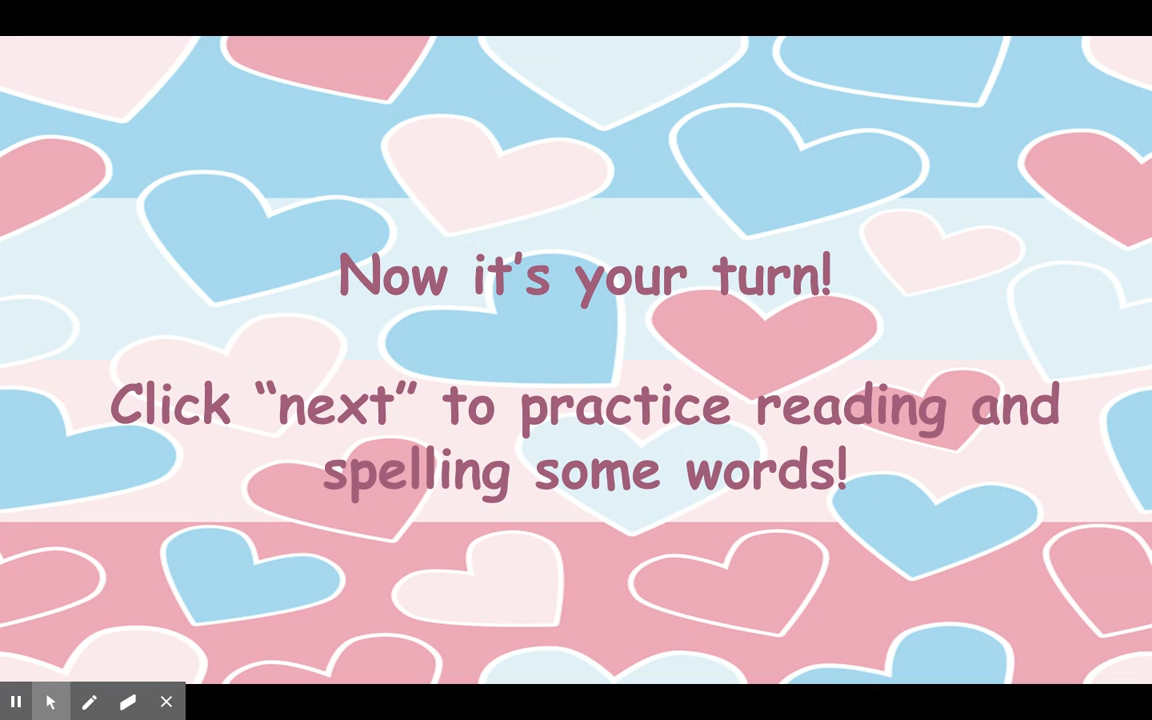 Now it’s your turn!
Click “next” to practice reading and
spelling some words!